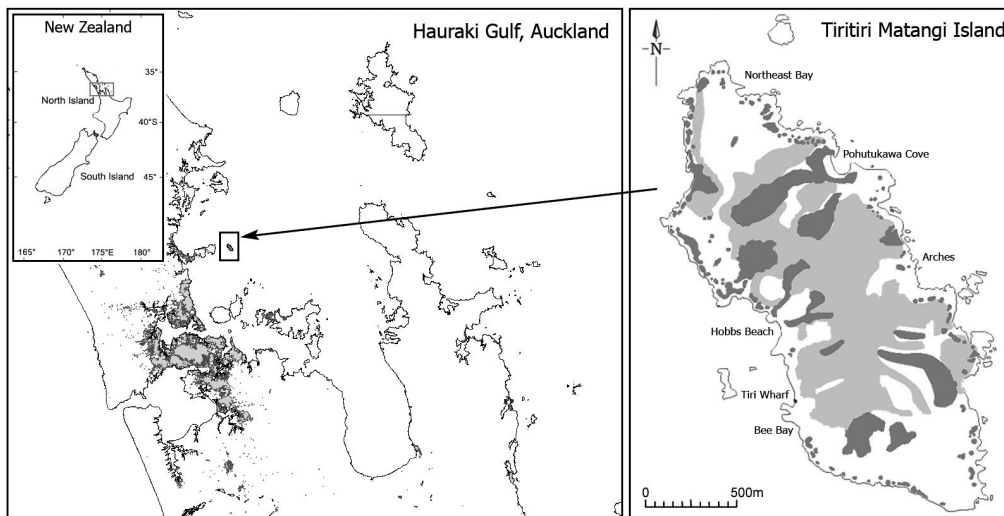 New Zealand
35°
North Island
40°S
South Island
45°
165°
170°
175°E
180°
Hauraki Gulf, Auckland
Tiritiri Matangi Island
N
Northeast Bay
Pohutukawa Cove
Arches
Hobbs Beach
Tiri Wharf
Bee Bay
0
500m